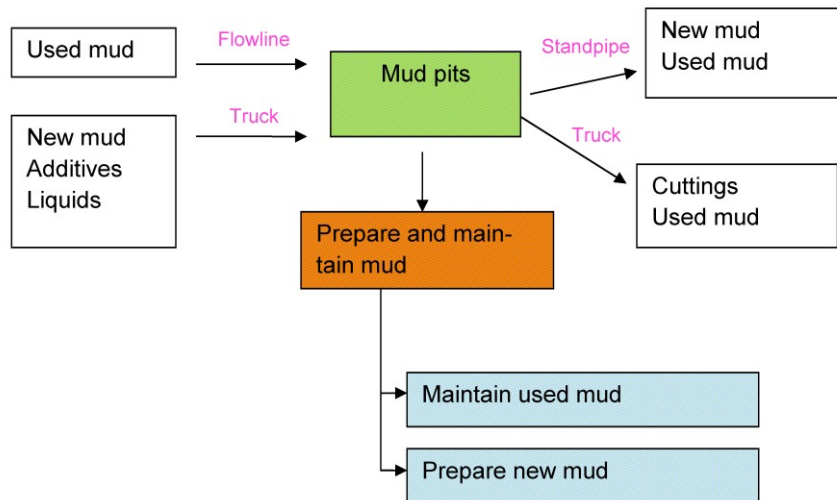 Used mud
Flowline
Mud pits
Standpipe
New mud
Used mud
New mud
Additives
Liquids
Truck
Truck
Cuttings
Used mud
Prepare and main-
tain mud
Maintain used mud
Prepare new mud